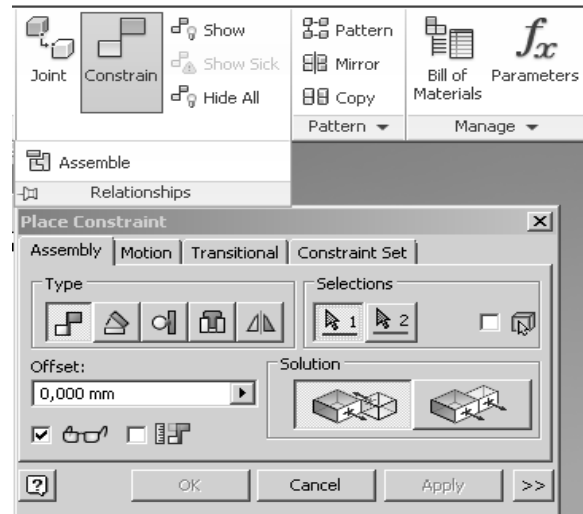 Joint
Constrain
Show
Show Sick
Hide All
Pattern
Mirror
Copy
Pattern
Bill of
Materials
fx
Parameters
Manage
Assemble
Relationships
Place Constraint
Assembly
Motion
Transitional
Constraint Set
Type
Selections
1
2
Offset:
0,000 mm
Solution
?
OK
Cancel
Apply
>>